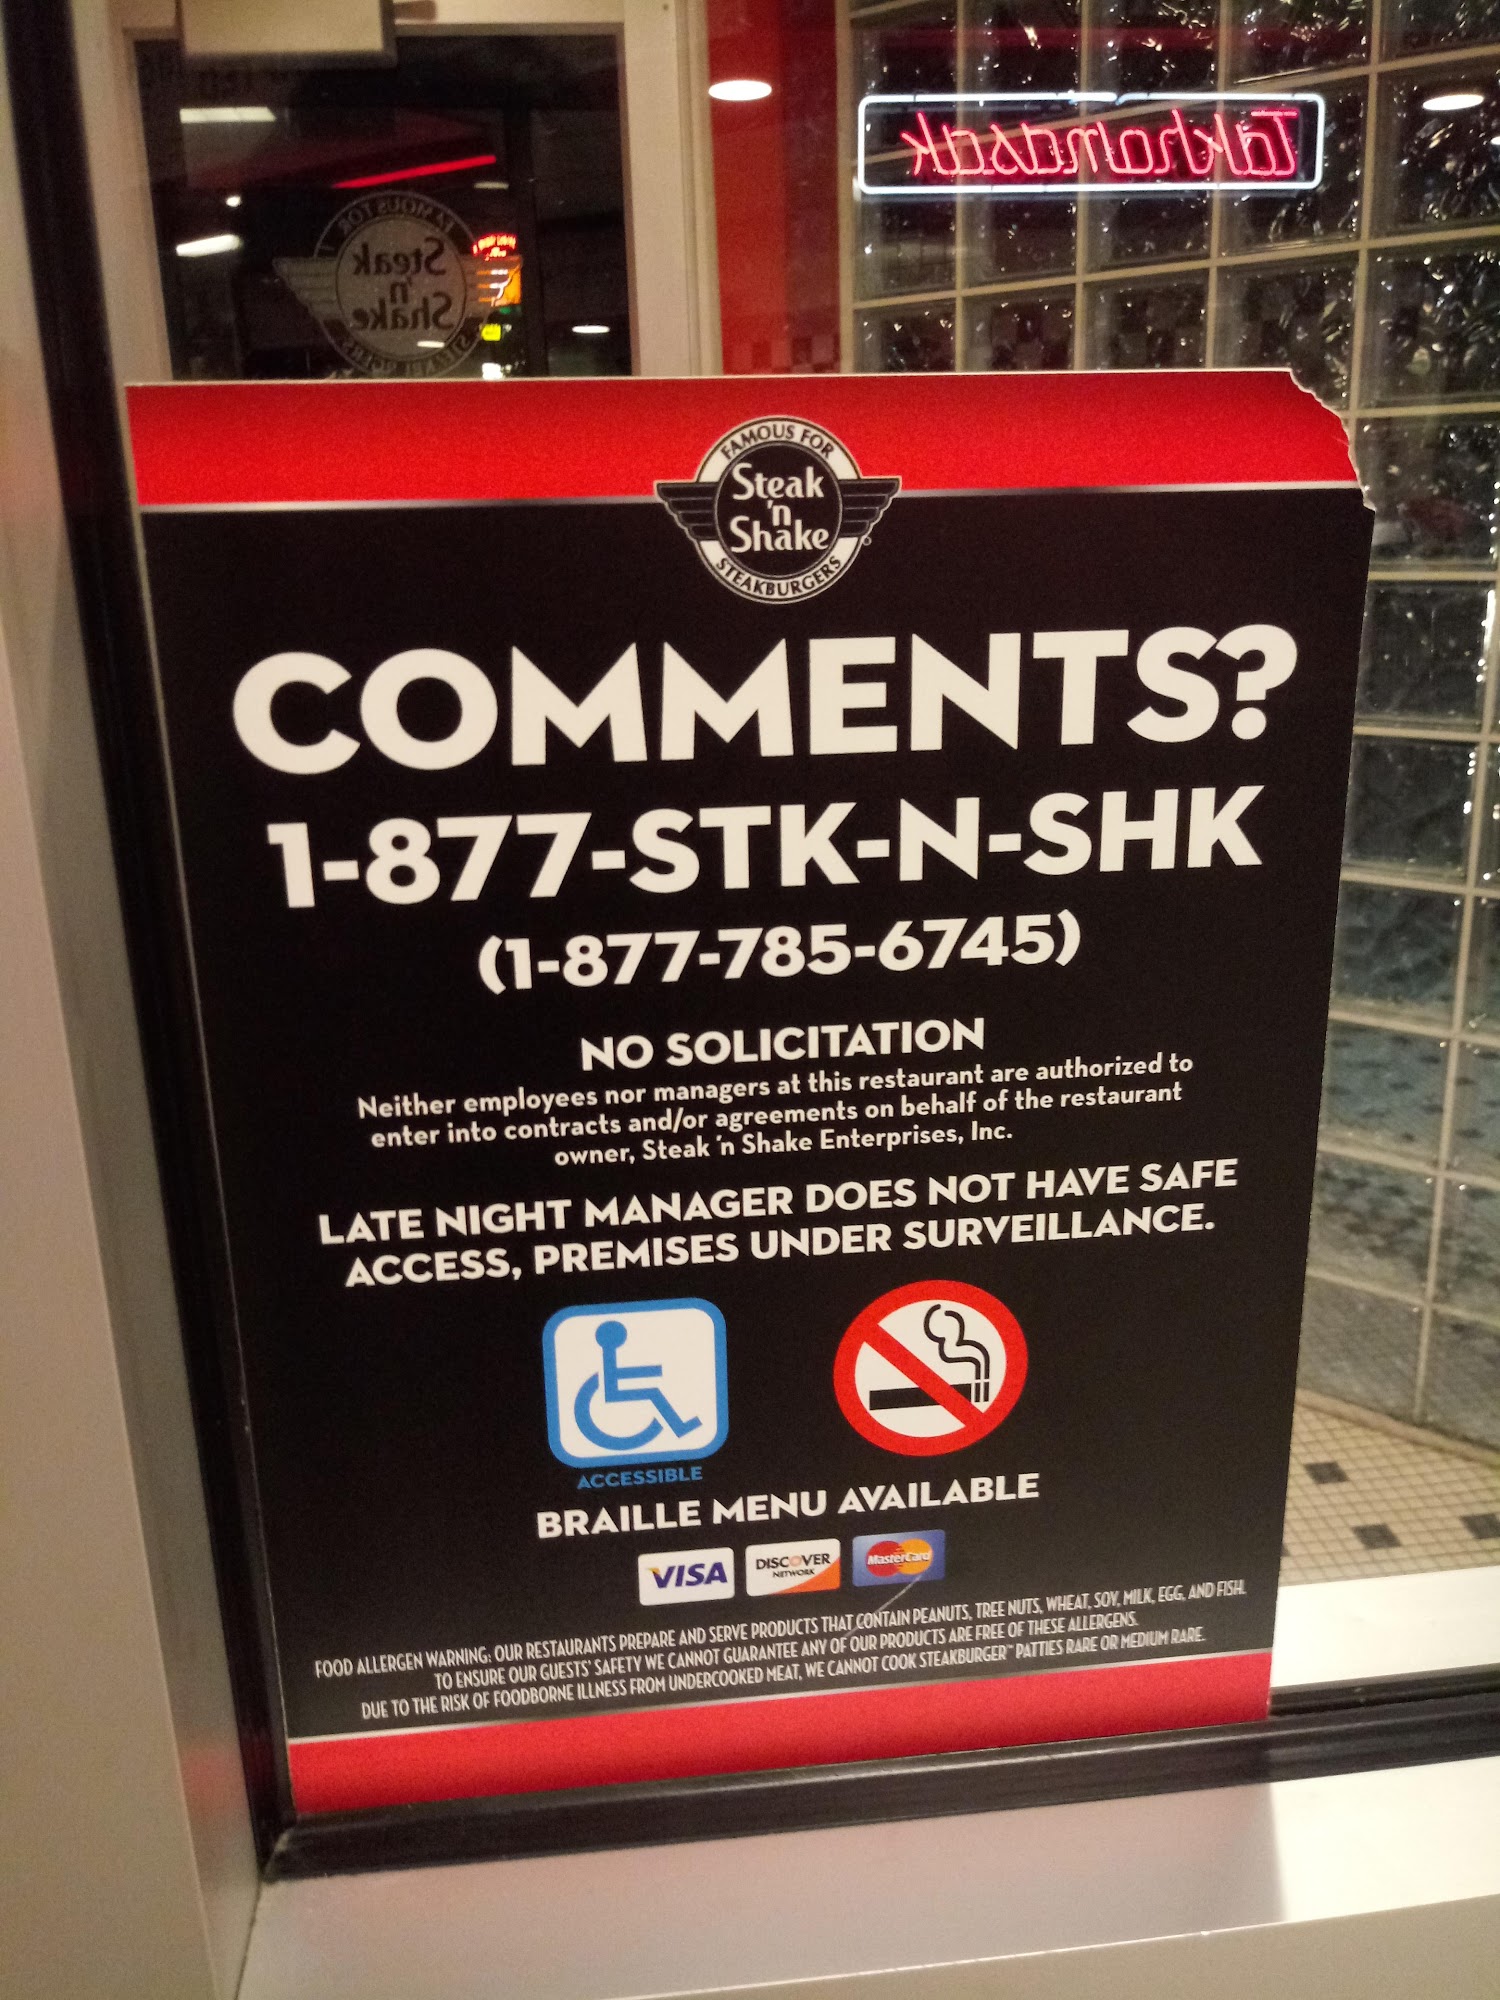 Takhomasak
FAMOUS FOR
Steak
'n
Shake
FAMOUS FOR
Steak
'n
Shake
STEAKBURGERS
COMMENTS?
1-877-STK-N-SHK
(1-877-785-6745)
NO SOLICITATION
Neither employees nor managers at this restaurant are authorized to
enter into contracts and/or agreements on behalf of the restaurant
owner, Steak 'n Shake Enterprises, Inc.
LATE NIGHT MANAGER DOES NOT HAVE SAFE
ACCESS, PREMISES UNDER SURVEILLANCE.
ACCESSIBLE
BRAILLE MENU AVAILABLE
VISA
DISCOVER
NETWORK
MasterCard
FOOD ALLERGEN WARNING: OUR RESTAURANTS PREPARE AND SERVE PRODUCTS THAT CONTAIN PEANUTS, TREE NUTS, WHEAT, SOY, MILK, EGG, AND FISH.
TO ENSURE OUR GUESTS' SAFETY WE CANNOT GUARANTEE ANY OF OUR PRODUCTS ARE FREE OF THESE ALLERGENS.
DUE TO THE RISK OF FOODBORNE ILLNESS FROM UNDERCOOKED MEAT, WE CANNOT COOK STEAKBURGER™ PATTIES RARE OR MEDIUM RARE.